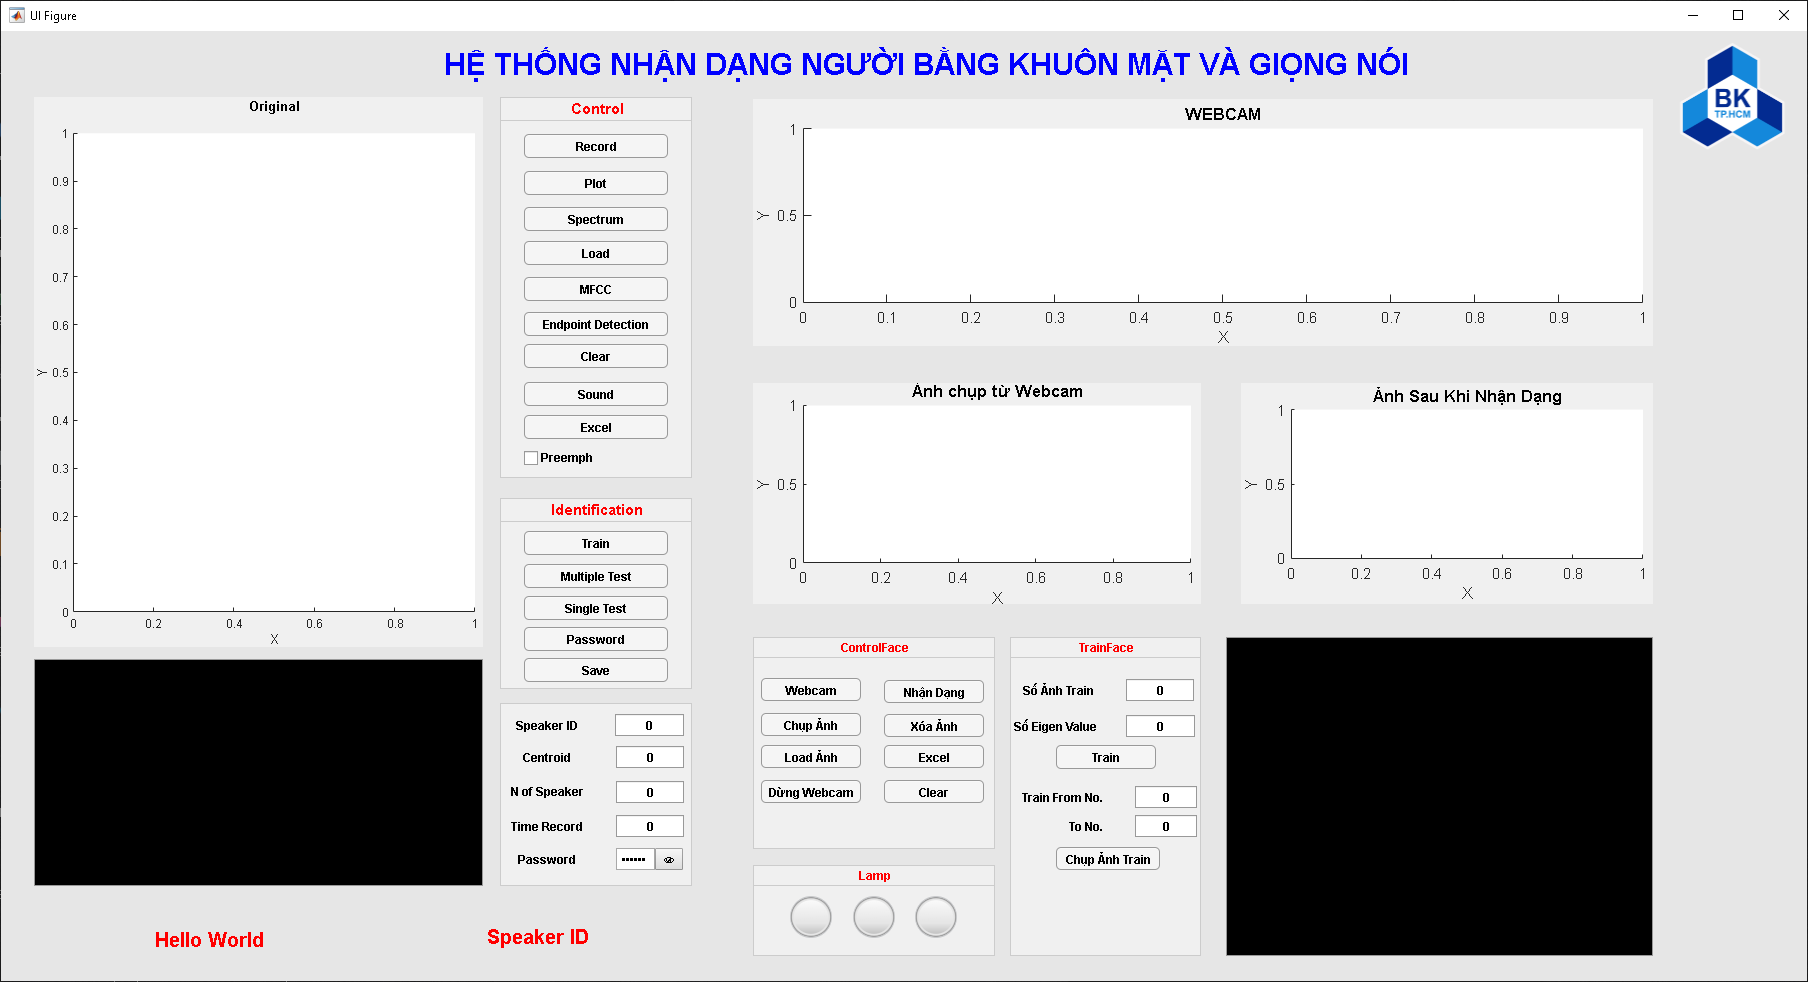 UI Figure
HỆ THỐNG NHẬN DẠNG NGƯỜI BẰNG KHUÔN MẶT VÀ GIỌNG NÓI
BK
TP.HCM
Original
1
0.9
0.8
0.7
0.6
Y 0.5
0.4
0.3
0.2
0.1
0
0 0.2 0.4 0.6 0.8 1
X
Control
Record
Plot
Spectrum
Load
MFCC
Endpoint Detection
Clear
Sound
Excel
Preemph
Identification
Train
Multiple Test
Single Test
Password
Save
Speaker ID 0
Centroid 0
N of Speaker 0
Time Record 0
Password ••••••
Hello World
Speaker ID
WEBCAM
1
Y 0.5
0
0 0.1 0.2 0.3 0.4 0.5 0.6 0.7 0.8 0.9 1
X
Ảnh chụp từ Webcam
1
Y 0.5
0
0 0.2 0.4 0.6 0.8 1
X
Ảnh Sau Khi Nhận Dạng
1
Y 0.5
0
0 0.2 0.4 0.6 0.8 1
X
ControlFace
Webcam Nhận Dạng
Chụp Ảnh Xóa Ảnh
Load Ảnh Excel
Dừng Webcam Clear
Lamp
TrainFace
Số Ảnh Train 0
Số Eigen Value 0
Train
Train From No. 0
To No. 0
Chụp Ảnh Train